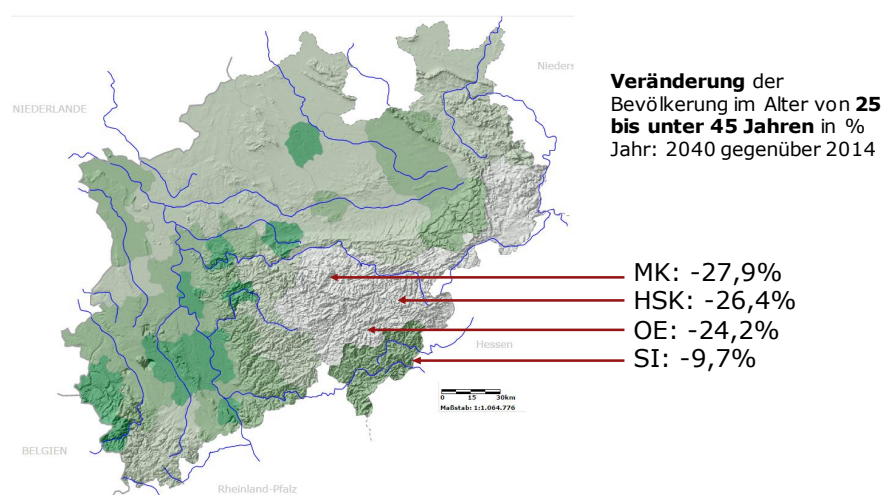 Nieders
NIEDERLANDE
Veränderung der
Bevölkerung im Alter von 25
bis unter 45 Jahren in %
Jahr: 2040 gegenüber 2014
MK: -27,9%
HSK: -26,4%
OE: -24,2%
SI: -9,7%
Hessen
0 15 30km
Maßstab: 1:1.064.776
BELGIEN
Rheinland-Pfalz